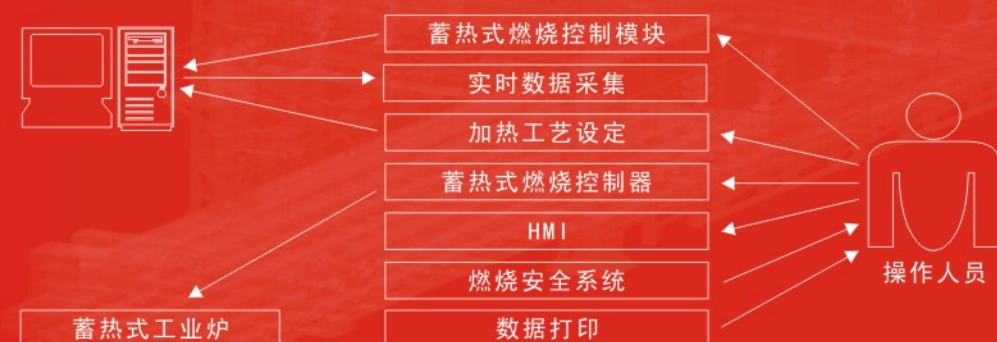 蓄热式燃烧控制模块
实时数据采集
加热工艺设定
蓄热式燃烧控制器
HMI
燃烧安全系统
操作人员
蓄热式工业炉
数据打印